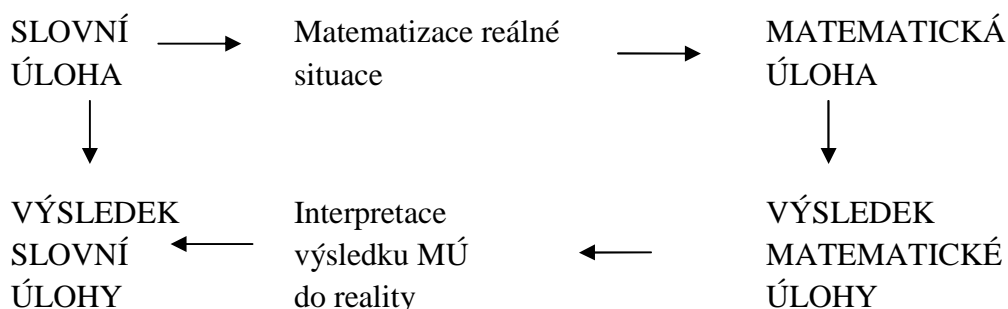 SLOVNÍ
ÚLOHA
Matematizace reálné
situace
MATEMATICKÁ
ÚLOHA
VÝSLEDEK
SLOVNÍ
ÚLOHY
Interpretace
výsledku MÚ
do reality
VÝSLEDEK
MATEMATICKÉ
ÚLOHY